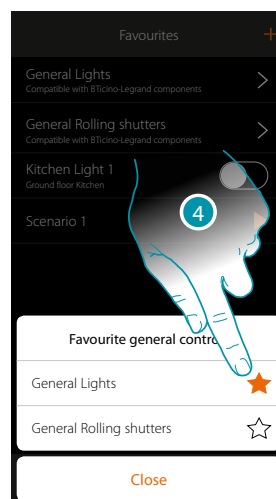 Favourites +
General Lights
Compatible with BTicino-Legrand components
General Rolling shutters
Compatible with BTicino-Legrand components
Kitchen Light 1
Ground floor Kitchen
Scenario 1
4
Favourite general contro
General Lights
General Rolling shutters
Close